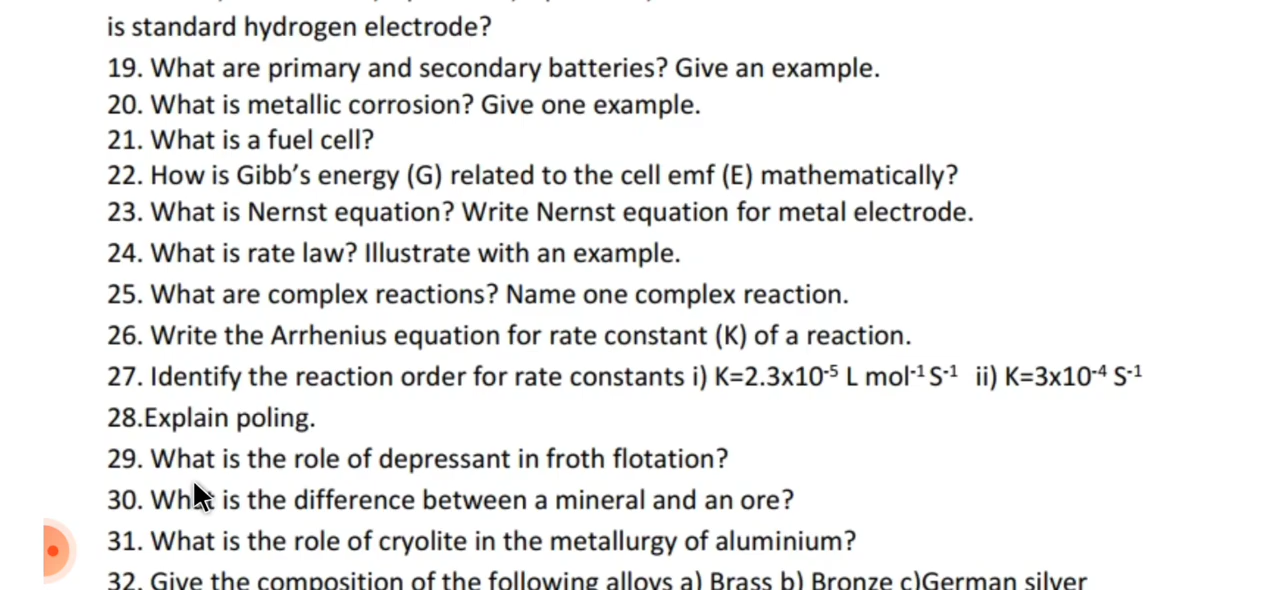 is standard hydrogen electrode?
19. What are primary and secondary batteries? Give an example.
20. What is metallic corrosion? Give one example.
21. What is a fuel cell?
22. How is Gibb’s energy (G) related to the cell emf (E) mathematically?
23. What is Nernst equation? Write Nernst equation for metal electrode.
24. What is rate law? Illustrate with an example.
25. What are complex reactions? Name one complex reaction.
26. Write the Arrhenius equation for rate constant (K) of a reaction.
27. Identify the reaction order for rate constants i) K=2.3x10⁻⁵ L mol⁻¹ S⁻¹ ii) K=3x10⁻⁴ S⁻¹
28.Explain poling.
29. What is the role of depressant in froth flotation?
30. What is the difference between a mineral and an ore?
31. What is the role of cryolite in the metallurgy of aluminium?
32. Give the composition of the following alloys a) Brass b) Bronze c)German silver